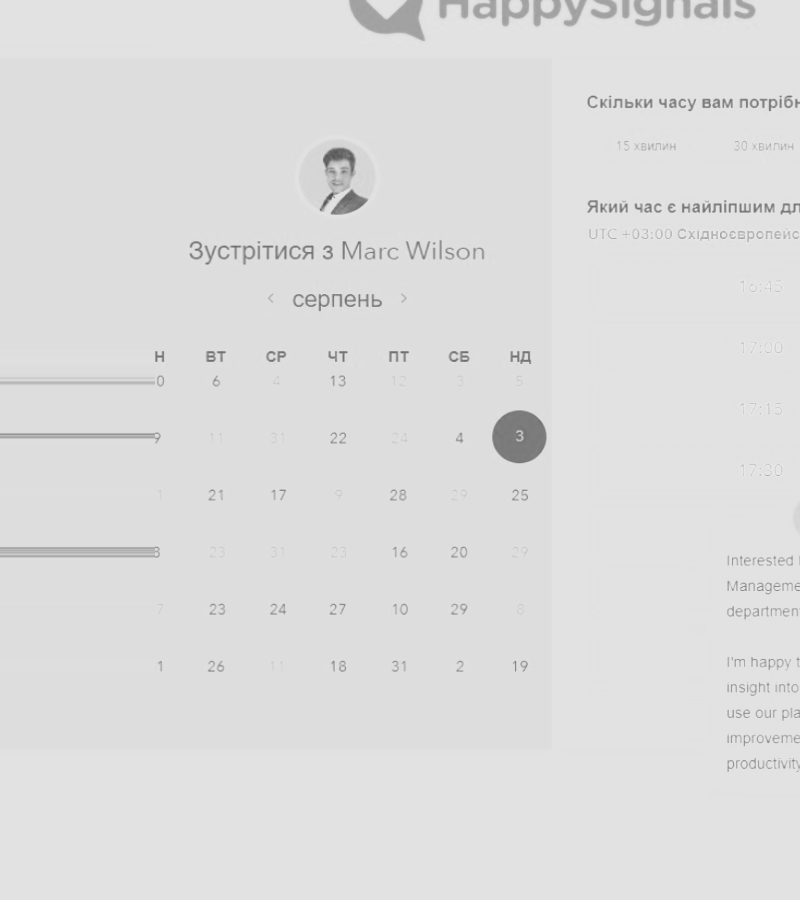 HappySignals
Зустрітися з Marc Wilson
серпень
Н ВТ СР ЧТ ПТ СБ НД
0 6 4 13 12 3 5
9 11 31 22 24 4 3
1 21 17 9 28 29 25
8 23 31 23 16 20 29
7 23 24 27 10 29 8
1 26 11 18 31 2 19
Скільки часу вам потрібн
15 хвилин 30 хвилин
Який час є найліпшим дл
UTC +03:00 Східноєвропейс
16:45
17:00
17:15
17:30
Interested
Manageme
departmen
I'm happy t
insight into
use our pla
improveme
productivity